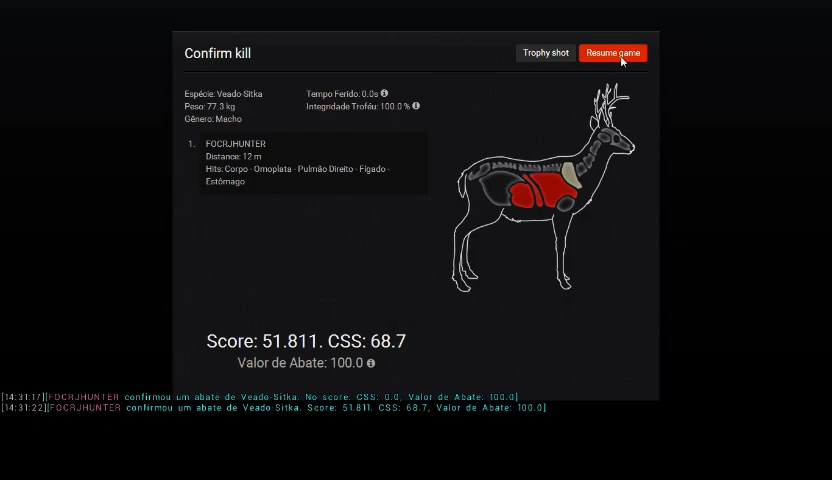 Confirm kill
Trophy shot
Resume game
Espécie: Veado-Sitka
Tempo Ferido: 0.0s
Peso: 77.3 kg
Integridade Troféu: 100.0 %
Gênero: Macho
1. FOCRJHUNTER
Distance: 12 m
Hits: Corpo - Omoplata - Pulmão Direito - Fígado -
Estômago
Score: 51.811. CSS: 68.7
Valor de Abate: 100.0
[14:31:17][FOCRJHUNTER confirmou um abate de Veado-Sitka. No score. CSS: 0.0, Valor de Abate: 100.0]
[14:31:22][FOCRJHUNTER confirmou um abate de Veado-Sitka. Score: 51.811. CSS: 68.7, Valor de Abate: 100.0]